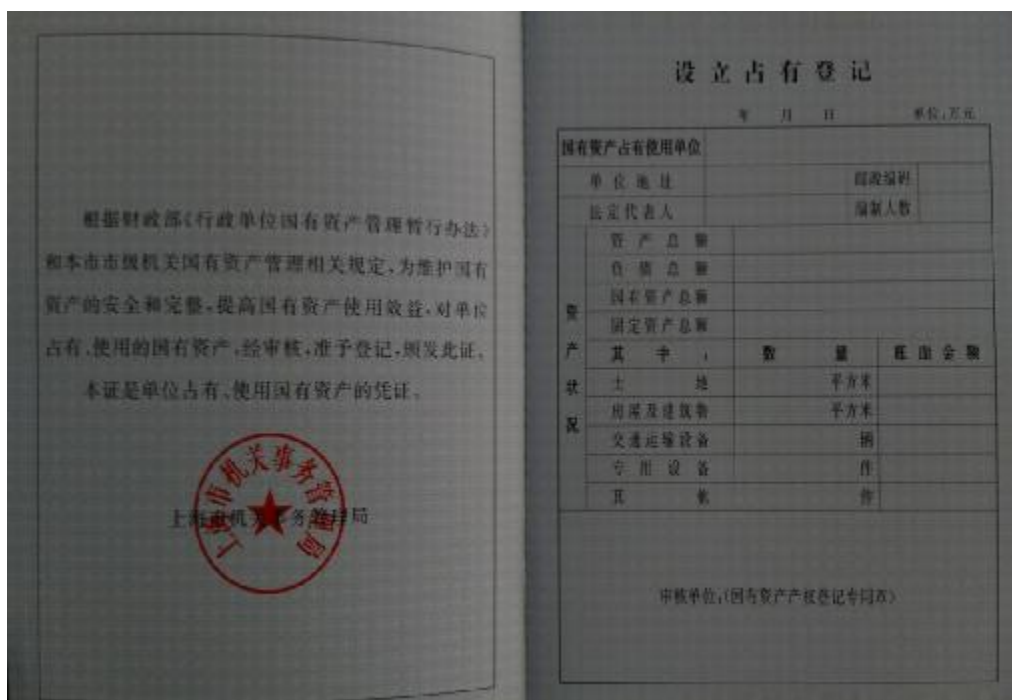 根据财政部《行政单位国有资产管理暂行办法》
和本市市级机关国有资产管理相关规定,为维护国有
资产的安全和完整,提高国有资产使用效益,对单位
占有、使用的国有资产,经审核,准予登记,颁发此证。
本证是单位占有、使用国有资产的凭证。
上海市机关事务管理局
上海市机关事务管理局
设立占有登记
年 月 日 单位:万元
国有资产占有使用单位
单位地址 邮政编码
法定代表人 编制人数
资产状况
资产总额
负债总额
国有资产总额
固定资产总额
其中: 数量 账面金额
土地 平方米
房屋及建筑物 平方米
交通运输设备 辆
专用设备 件
其他 件
审核单位:(国有资产产权登记专用章)